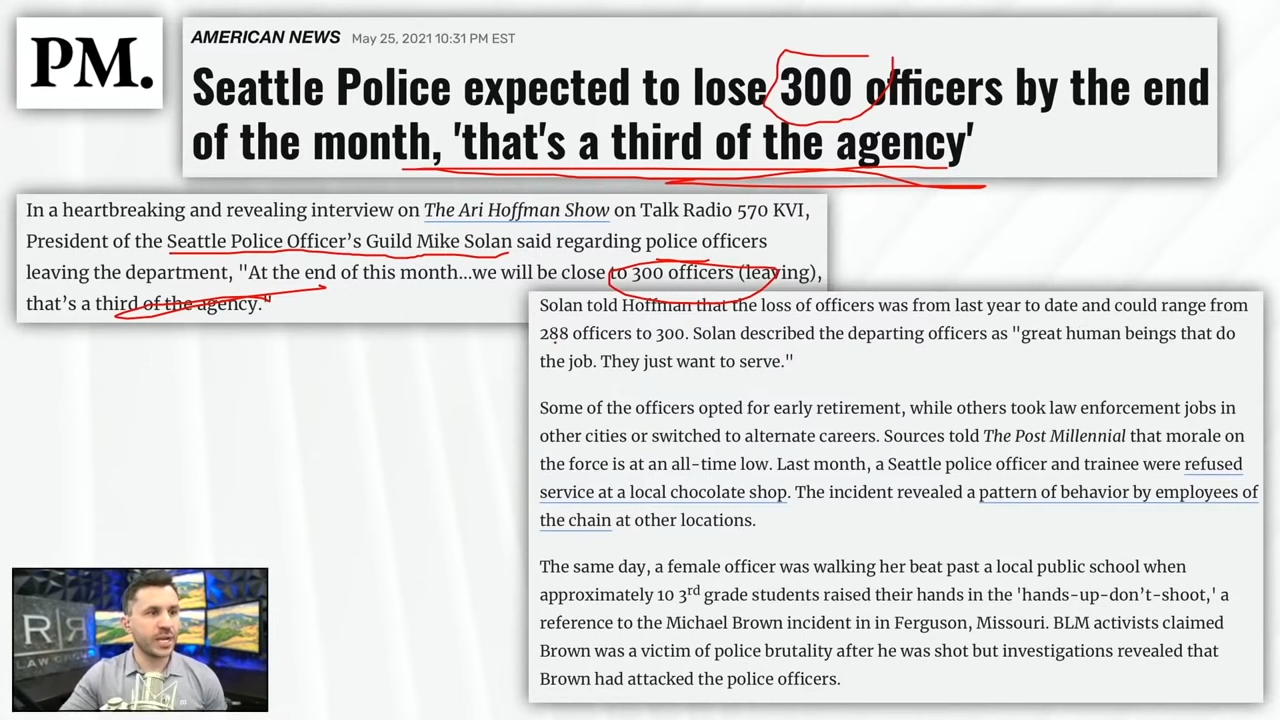 PM.
AMERICAN NEWS May 25, 2021 10:31 PM EST
Seattle Police expected to lose 300 officers by the end
of the month, 'that's a third of the agency'
In a heartbreaking and revealing interview on The Ari Hoffman Show on Talk Radio 570 KVI,
President of the Seattle Police Officer's Guild Mike Solan said regarding police officers
leaving the department, "At the end of this month...we will be close to 300 officers (leaving),
that's a third of the agency."
Solan told Hoffman that the loss of officers was from last year to date and could range from
288 officers to 300. Solan described the departing officers as "great human beings that do
the job. They just want to serve."
Some of the officers opted for early retirement, while others took law enforcement jobs in
other cities or switched to alternate careers. Sources told The Post Millennial that morale on
the force is at an all-time low. Last month, a Seattle police officer and trainee were refused
service at a local chocolate shop. The incident revealed a pattern of behavior by employees of
the chain at other locations.
The same day, a female officer was walking her beat past a local public school when
approximately 10 3rd grade students raised their hands in the 'hands-up-don't-shoot,' a
reference to the Michael Brown incident in in Ferguson, Missouri. BLM activists claimed
Brown was a victim of police brutality after he was shot but investigations revealed that
Brown had attacked the police officers.
R R
LAW GRO